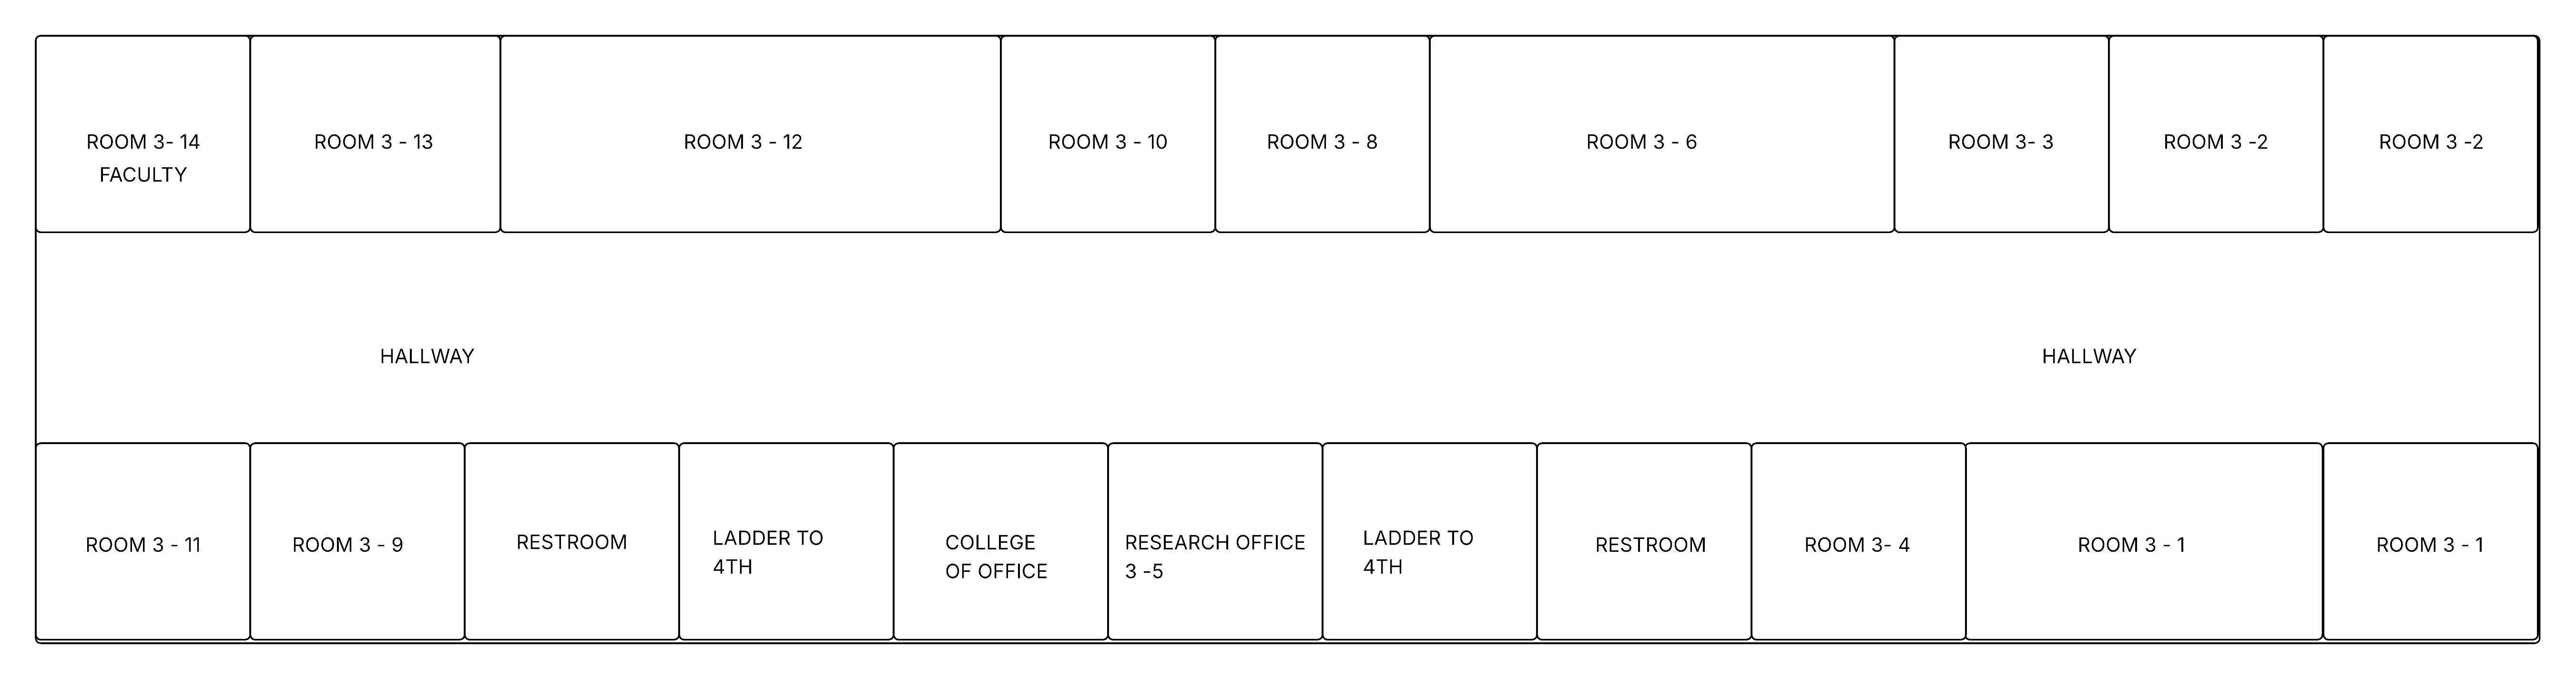 ROOM 3- 14
FACULTY
ROOM 3 - 13
ROOM 3 - 12
ROOM 3 - 10
ROOM 3 - 8
ROOM 3 - 6
ROOM 3- 3
ROOM 3 -2
ROOM 3 -2
HALLWAY
HALLWAY
ROOM 3 - 11
ROOM 3 - 9
RESTROOM
LADDER TO
4TH
COLLEGE
OF OFFICE
RESEARCH OFFICE
3 -5
LADDER TO
4TH
RESTROOM
ROOM 3- 4
ROOM 3 - 1
ROOM 3 - 1